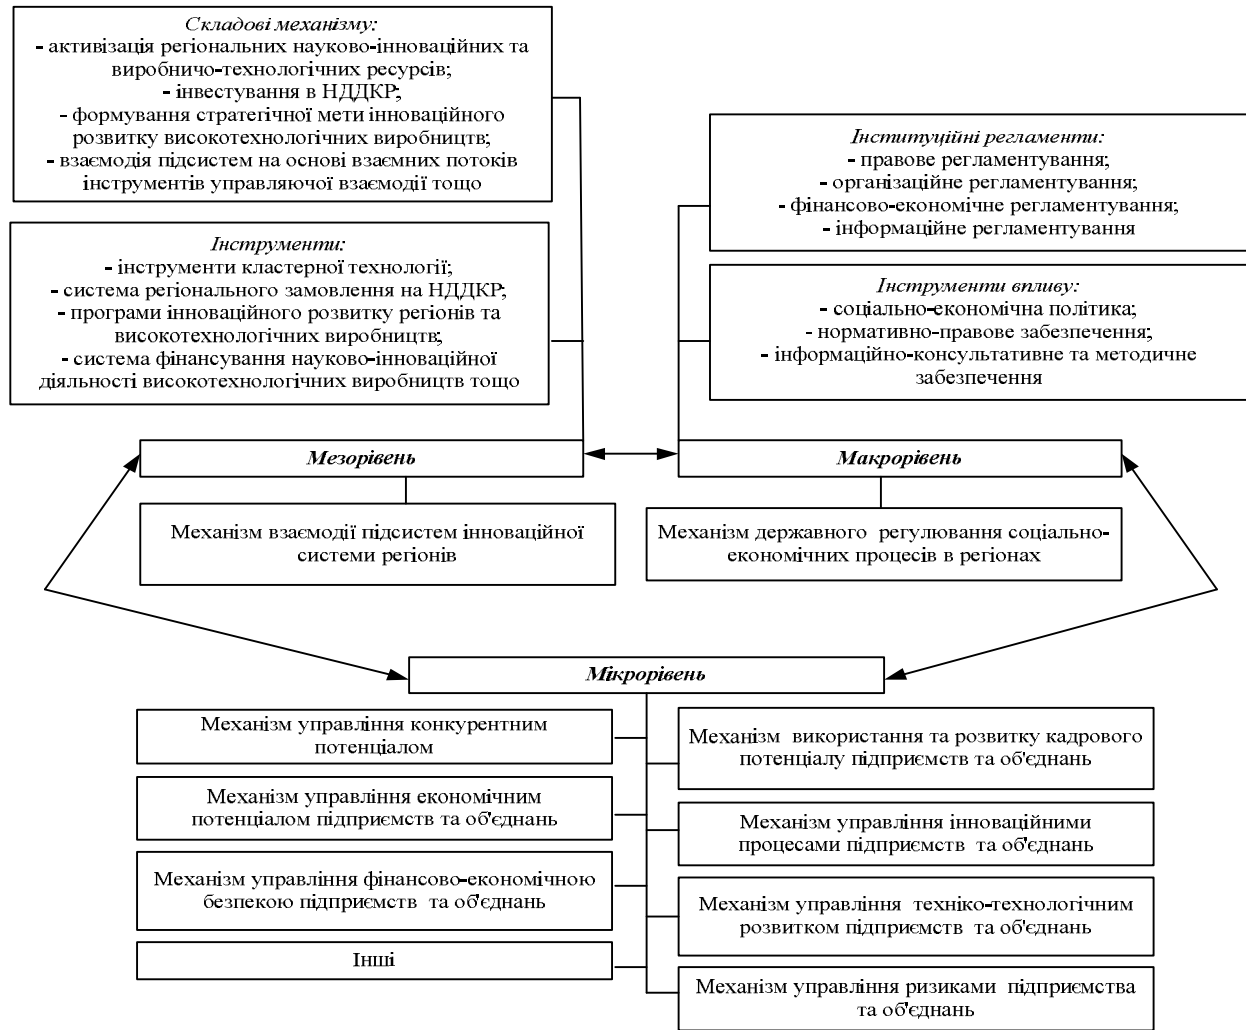 Складові механізму:
- активізація регіональних науково-інноваційних та
виробничо-технологічних ресурсів;
- інвестування в НДДКР;
- формування стратегічної мети інноваційного
розвитку високотехнологічних виробництв;
- взаємодія підсистем на основі взаємних потоків
інструментів управляючої взаємодії тощо
Інструменти:
- інструменти кластерної технології;
- система регіонального замовлення на НДДКР;
- програми інноваційного розвитку регіонів та
високотехнологічних виробництв;
- система фінансування науково-інноваційної
діяльності високотехнологічних виробництв тощо
Інституційні регламенти:
- правове регламентування;
- організаційне регламентування;
- фінансово-економічне регламентування;
- інформаційне регламентування
Інструменти впливу:
- соціально-економічна політика;
- нормативно-правове забезпечення;
- інформаційно-консультативне та методичне
забезпечення
Мезорівень
Макрорівень
Механізм взаємодії підсистем інноваційної
системи регіонів
Механізм державного регулювання соціально-
економічних процесів в регіонах
Мікрорівень
Механізм управління конкурентним
потенціалом
Механізм використання та розвитку кадрового
потенціалу підприємств та об'єднань
Механізм управління економічним
потенціалом підприємств та об'єднань
Механізм управління інноваційними
процесами підприємств та об'єднань
Механізм управління фінансово-економічною
безпекою підприємств та об'єднань
Механізм управління техніко-технологічним
розвитком підприємств та об'єднань
Інші
Механізм управління ризиками підприємства
та об'єднань